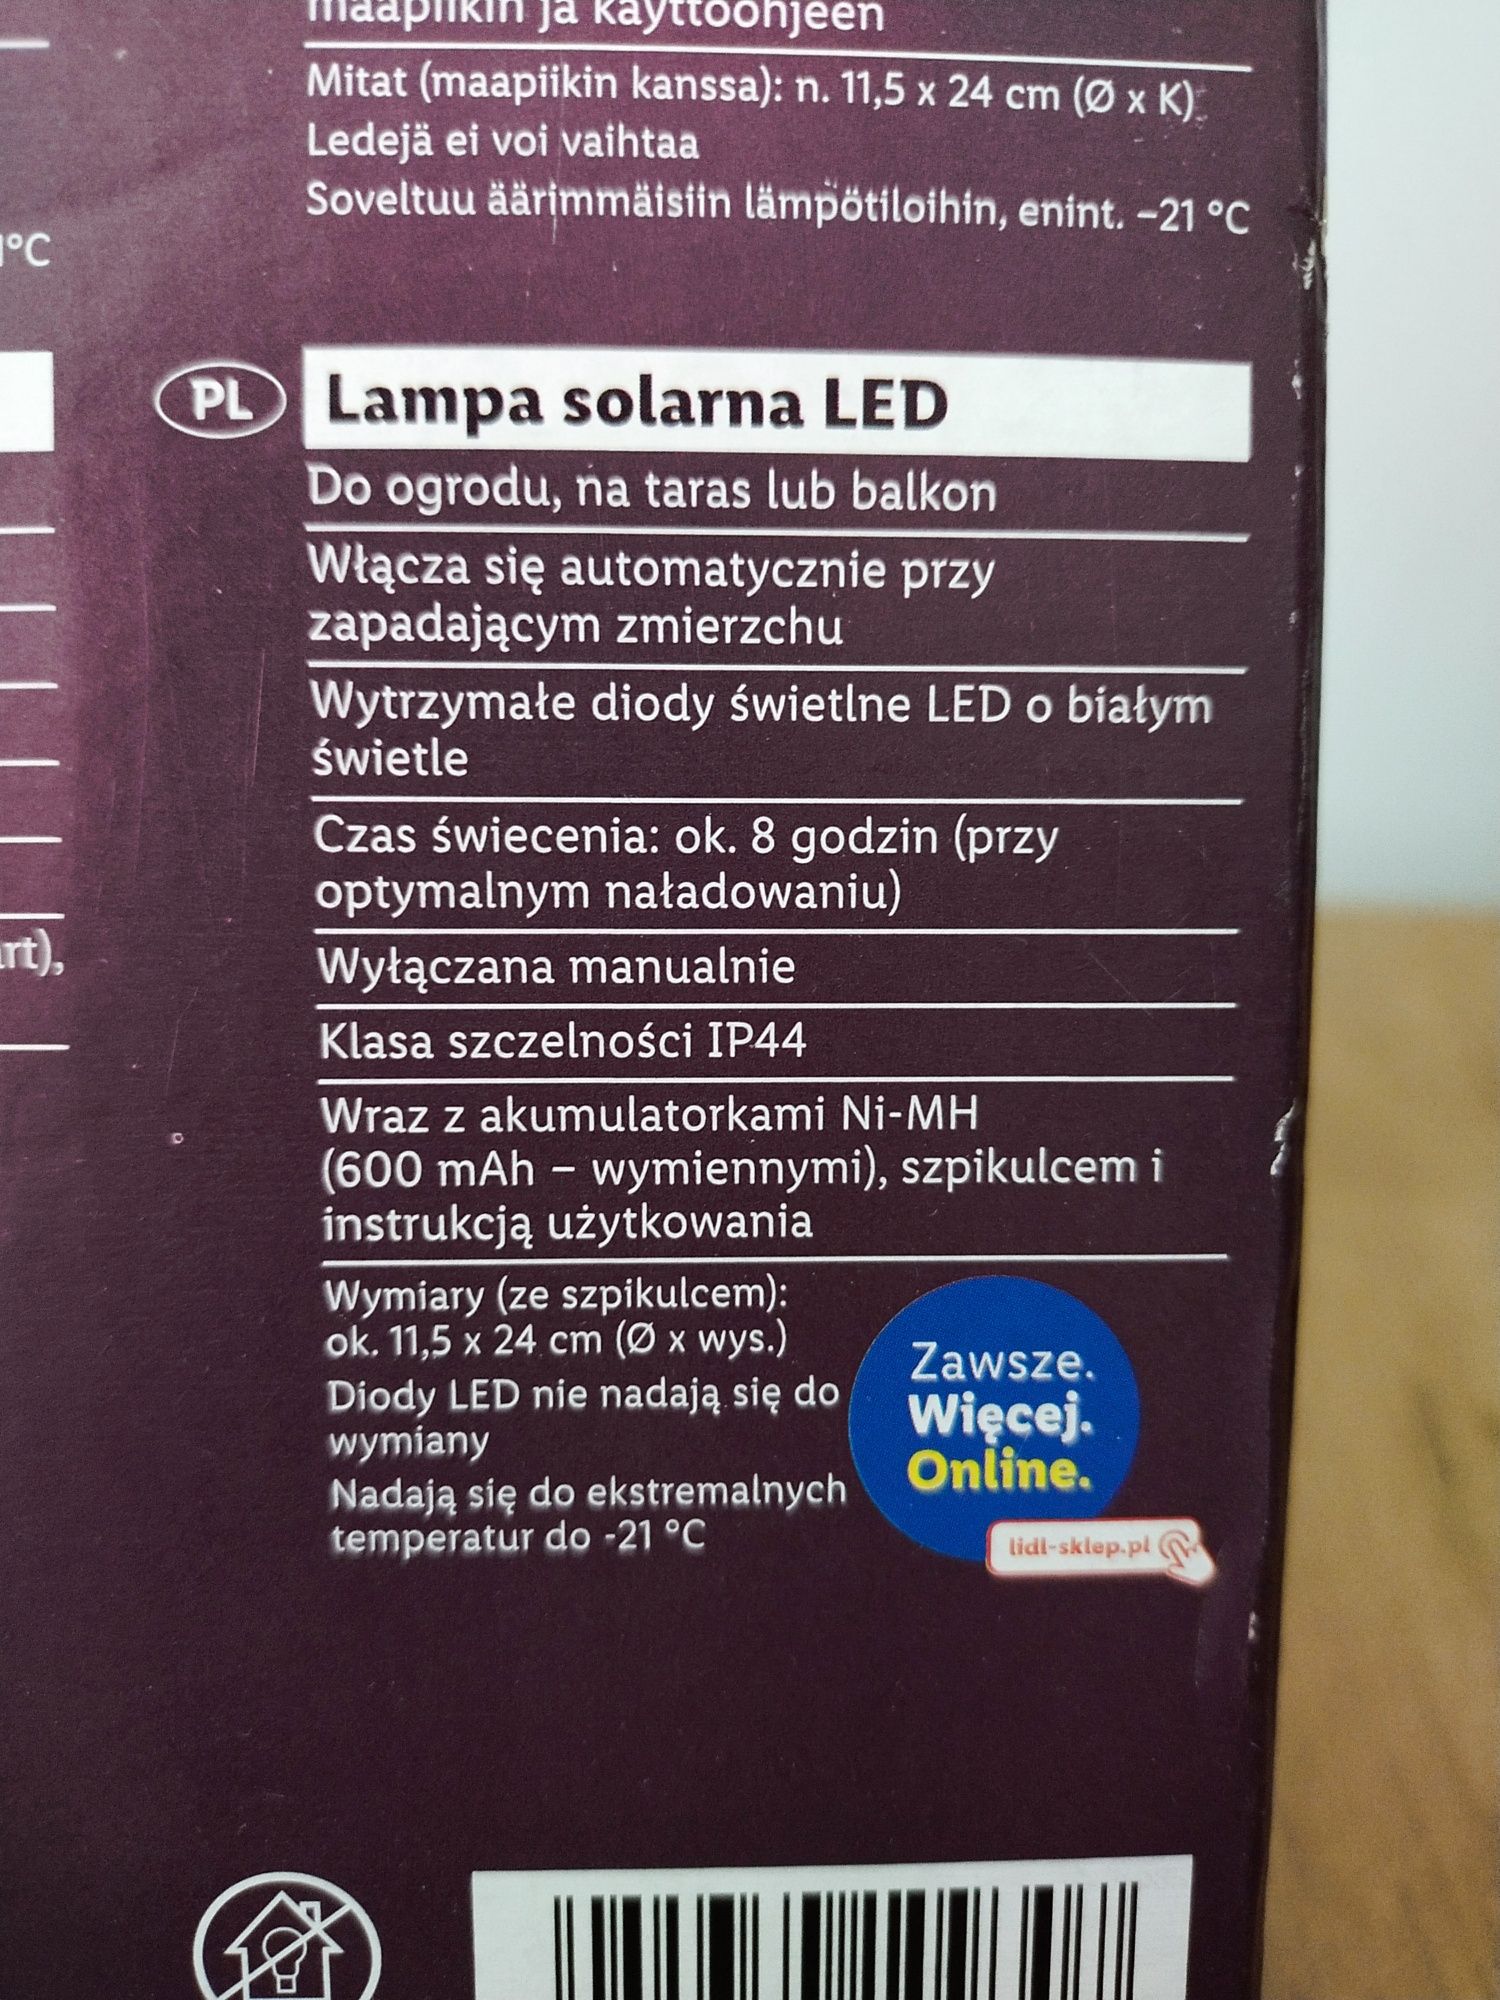 maapiikin ja käyttöohjeen
Mitat (maapiikin kanssa): n. 11,5 x 24 cm (Ø x K)
Ledejä ei voi vaihtaa
Soveltuu äärimmäisiin lämpötiloihin, enint. –21 °C
°C
PL
Lampa solarna LED
Do ogrodu, na taras lub balkon
Włącza się automatycznie przy
zapadającym zmierzchu
Wytrzymałe diody świetlne LED o białym
świetle
Czas świecenia: ok. 8 godzin (przy
optymalnym naładowaniu)
rt),
Wyłączana manualnie
Klasa szczelności IP44
Wraz z akumulatorkami Ni-MH
(600 mAh – wymiennymi), szpikulcem i
instrukcją użytkowania
Wymiary (ze szpikulcem):
ok. 11,5 x 24 cm (Ø x wys.)
Diody LED nie nadają się do
wymiany
Nadają się do ekstremalnych
temperatur do -21 °C
Zawsze.
Więcej.
Online.
lidl-sklep.pl